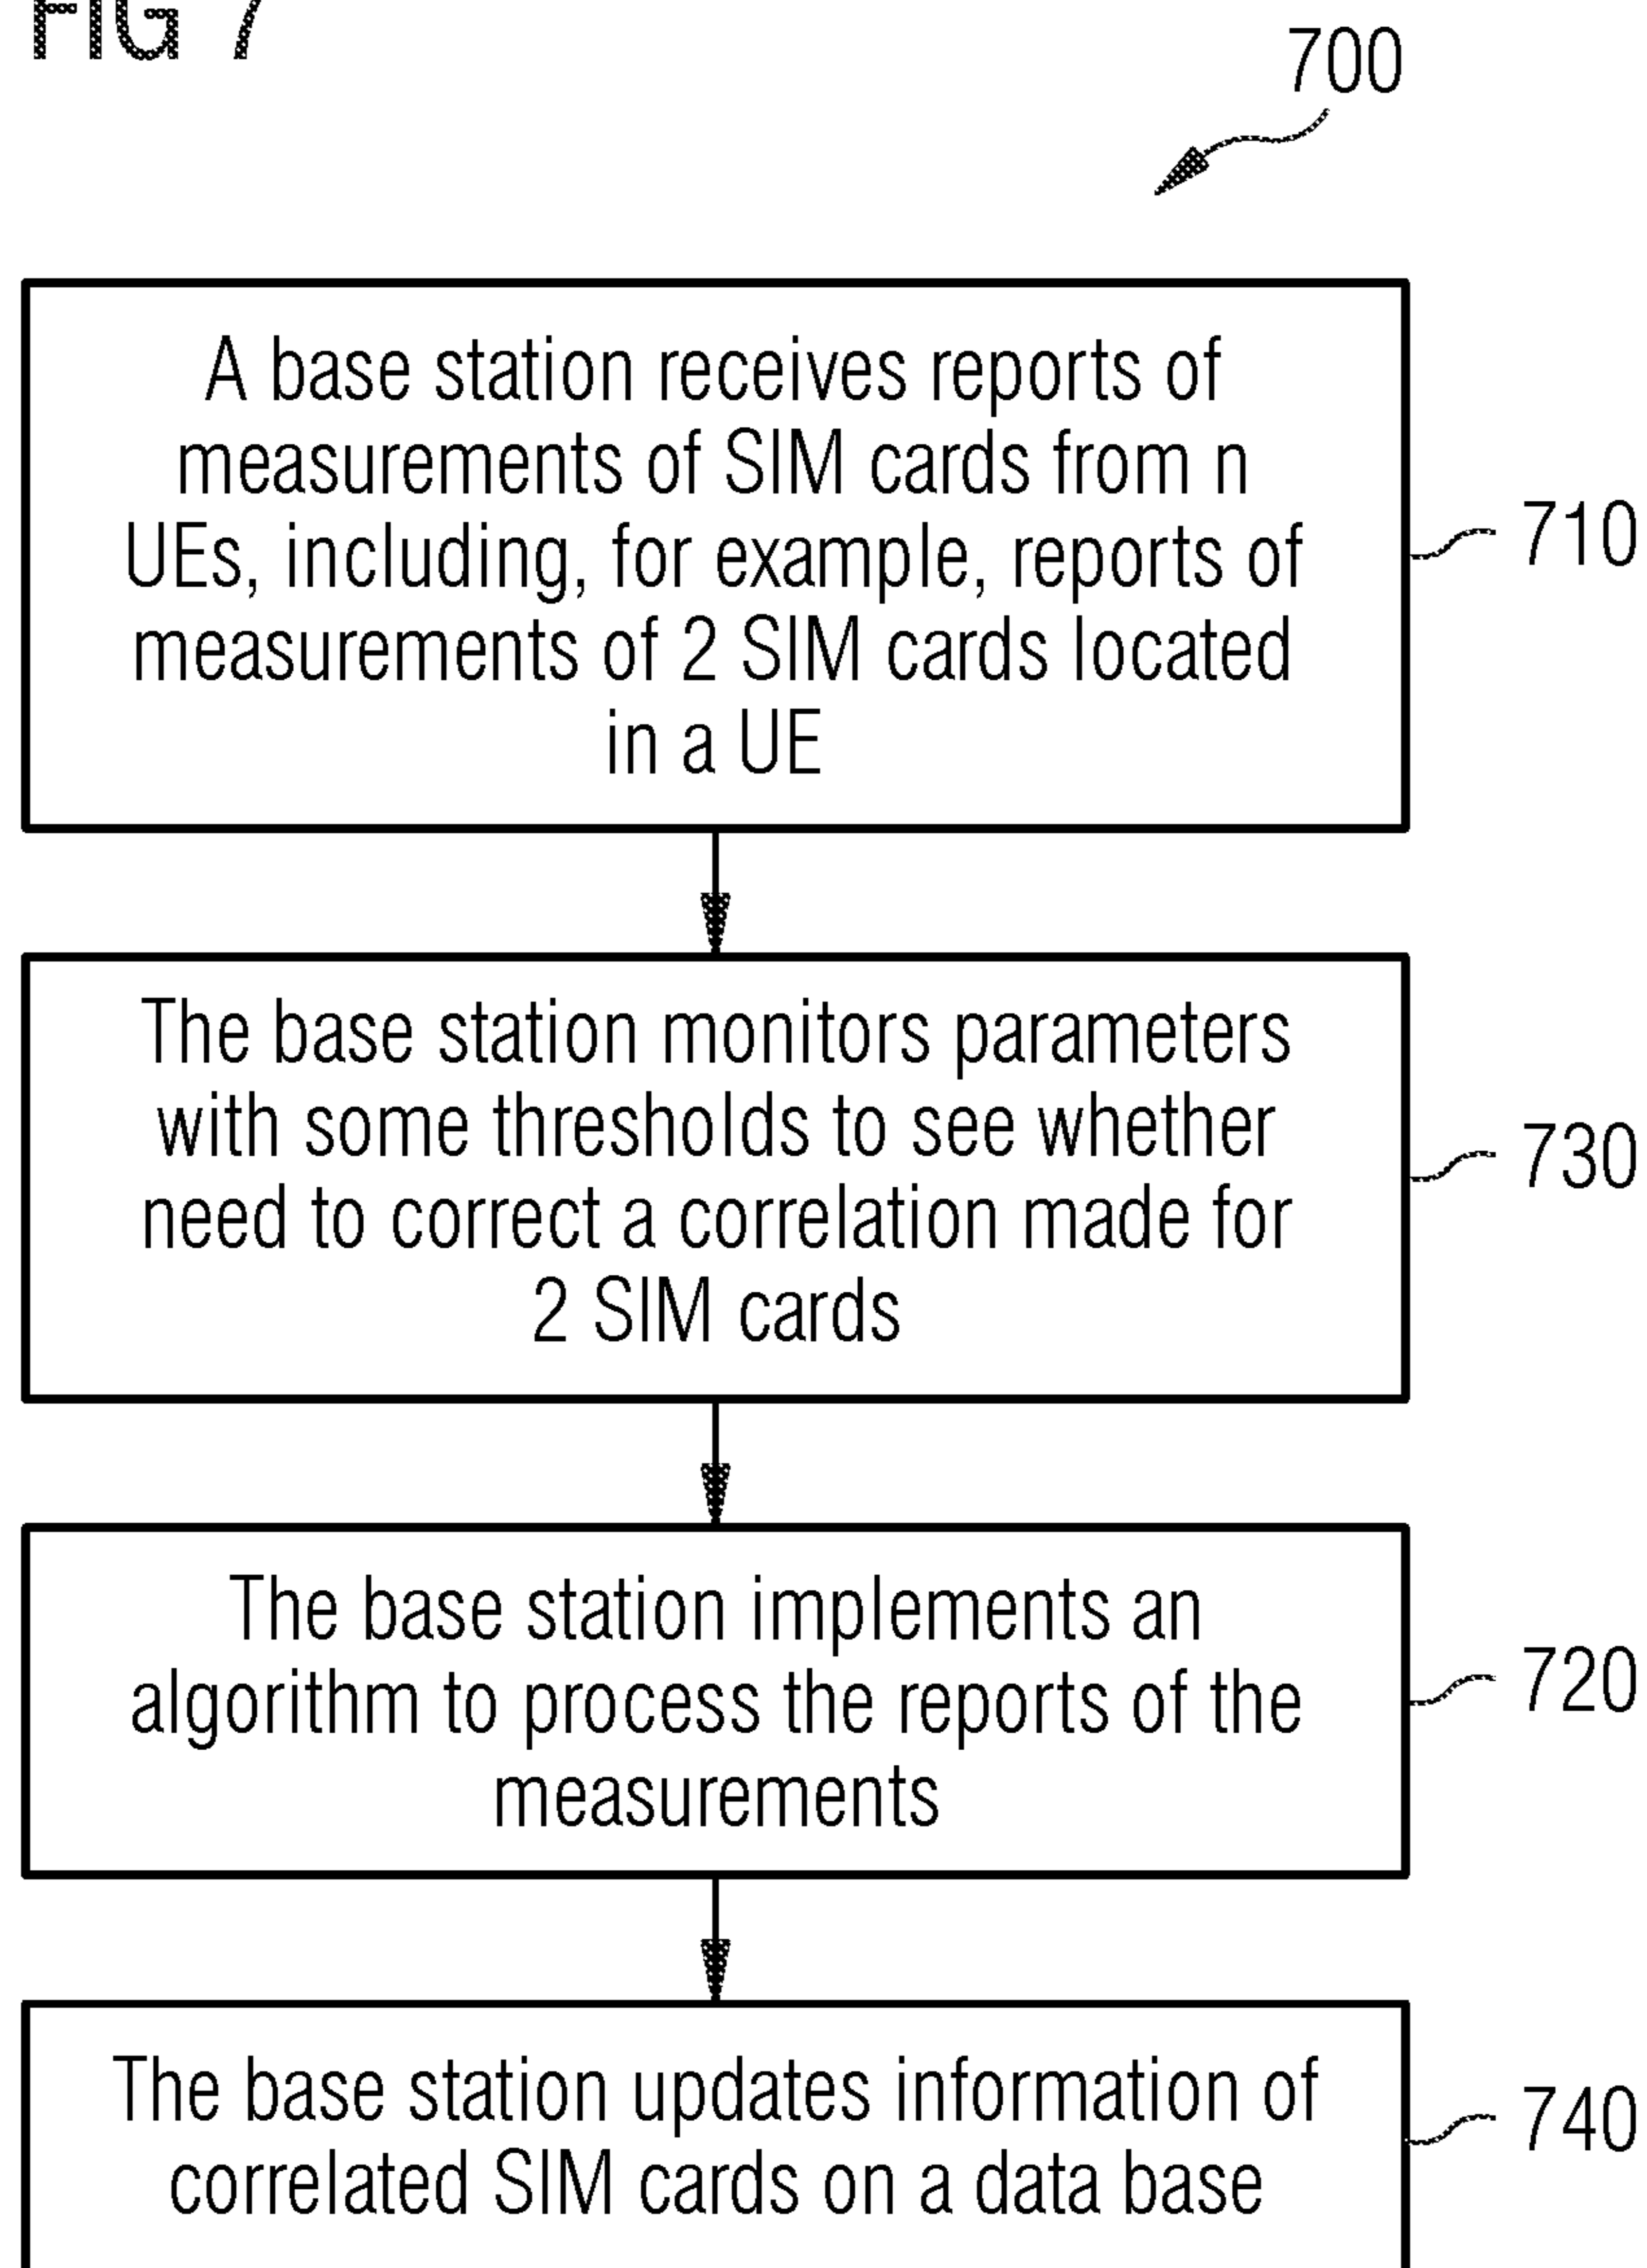 FIG 7
700
A base station receives reports of
measurements of SIM cards from n
UEs, including, for example, reports of
measurements of 2 SIM cards located
in a UE
710
The base station monitors parameters
with some thresholds to see whether
need to correct a correlation made for
2 SIM cards
730
The base station implements an
algorithm to process the reports of the
measurements
720
The base station updates information of
correlated SIM cards on a data base
740